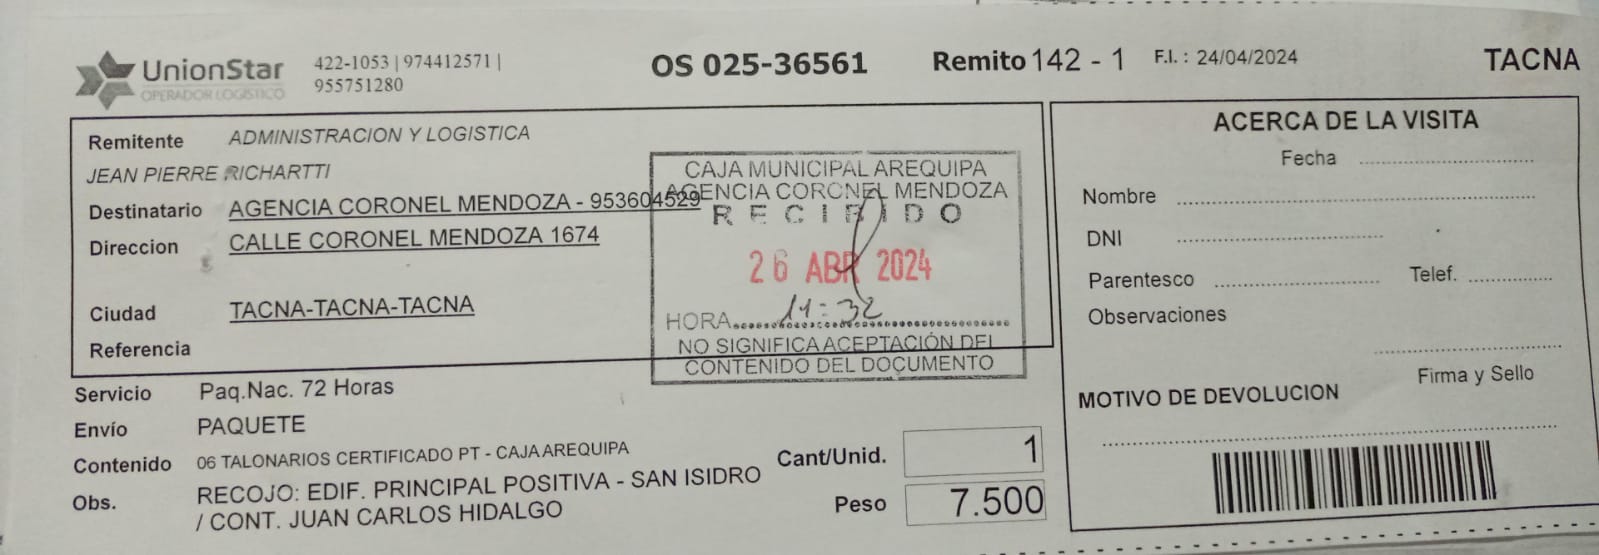 UnionStar
OPERADOR LOGISTICO
422-1053 | 974412571 |
955751280
OS 025-36561
Remito 142 - 1
F.I. : 24/04/2024
TACNA
Remitente ADMINISTRACION Y LOGISTICA
JEAN PIERRE RICHARTTI
Destinatario AGENCIA CORONEL MENDOZA - 953604529
Direccion CALLE CORONEL MENDOZA 1674
Ciudad TACNA-TACNA-TACNA
Referencia
CAJA MUNICIPAL AREQUIPA
AGENCIA CORONEL MENDOZA
RECIBIDO
26 ABR 2024
HORA 11:32
NO SIGNIFICA ACEPTACIÓN DEL
CONTENIDO DEL DOCUMENTO
Servicio Paq.Nac. 72 Horas
Envío PAQUETE
Contenido 06 TALONARIOS CERTIFICADO PT - CAJAAREQUIPA
Obs. RECOJO: EDIF. PRINCIPAL POSITIVA - SAN ISIDRO
/ CONT. JUAN CARLOS HIDALGO
Cant/Unid. 1
Peso 7.500
ACERCA DE LA VISITA
Fecha
Nombre
DNI
Parentesco Telef.
Observaciones
Firma y Sello
MOTIVO DE DEVOLUCION